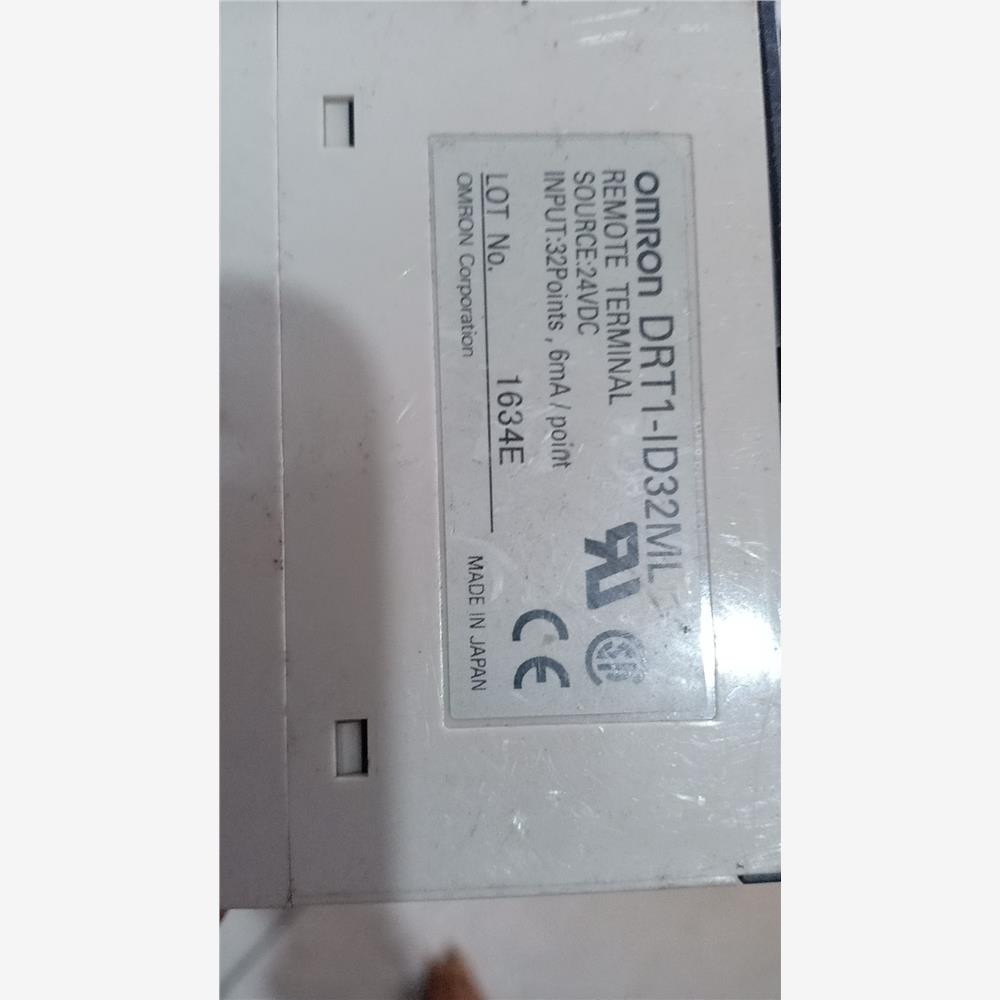 OMRON DRT1-ID32ML
REMOTE TERMINAL
SOURCE:24VDC
INPUT:32Points, 6mA/point
LOT No. 1634E
OMRON Corporation MADE IN JAPAN